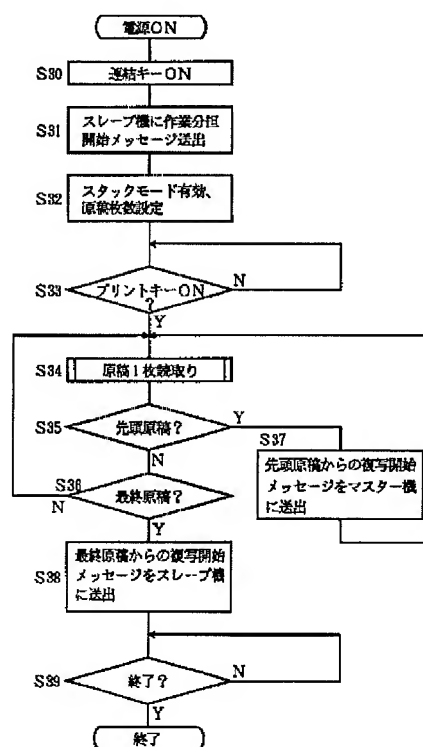 電源ON
S30
連結キーON
S31
スレーブ機に作業分担
開始メッセージ送出
S32
スタックモード有効、
原稿枚数設定
S33
プリントキーON
?
N
Y
S34
原稿1枚読取り
S35
先頭原稿?
Y
N
S37
先頭原稿からの複写開始
メッセージをマスター機
に送出
S36
最終原稿?
N
Y
S38
最終原稿からの複写開始
メッセージをスレーブ機
に送出
S39
終了?
N
Y
終了